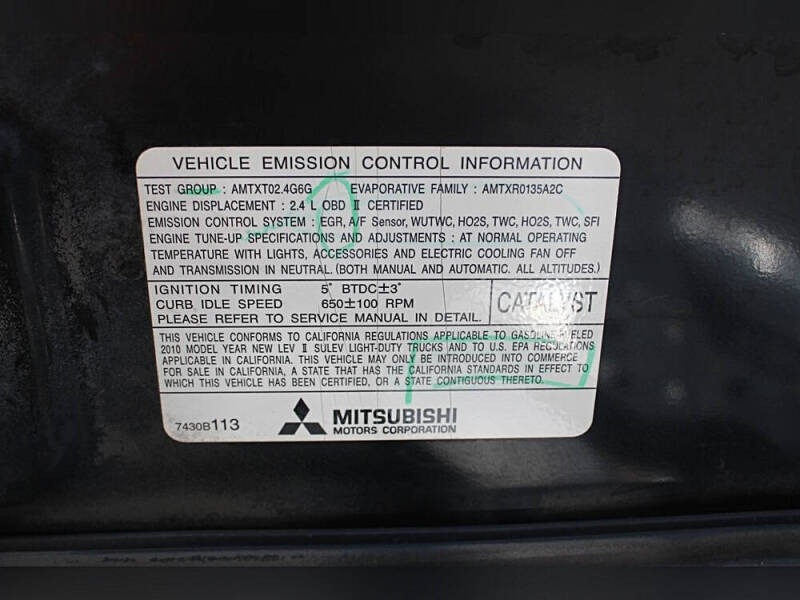 VEHICLE EMISSION CONTROL INFORMATION
TEST GROUP : AMTXT02.4G6G EVAPORATIVE FAMILY : AMTXR0135A2C
ENGINE DISPLACEMENT : 2.4 L OBD Ⅱ CERTIFIED
EMISSION CONTROL SYSTEM : EGR, A/F Sensor, WUTWC, HO2S, TWC, HO2S, TWC, SFI
ENGINE TUNE-UP SPECIFICATIONS AND ADJUSTMENTS : AT NORMAL OPERATING
TEMPERATURE WITH LIGHTS, ACCESSORIES AND ELECTRIC COOLING FAN OFF
AND TRANSMISSION IN NEUTRAL. (BOTH MANUAL AND AUTOMATIC. ALL ALTITUDES.)
IGNITION TIMING 5° BTDC±3°
CURB IDLE SPEED 650±100 RPM
PLEASE REFER TO SERVICE MANUAL IN DETAIL.
CATALYST
THIS VEHICLE CONFORMS TO CALIFORNIA REGULATIONS APPLICABLE TO GASOLINE FUELED
2010 MODEL YEAR NEW LEV Ⅱ SULEV LIGHT-DUTY TRUCKS AND TO U.S. EPA REGULATIONS
APPLICABLE IN CALIFORNIA. THIS VEHICLE MAY ONLY BE INTRODUCED INTO COMMERCE
FOR SALE IN CALIFORNIA, A STATE THAT HAS THE CALIFORNIA STANDARDS IN EFFECT TO
WHICH THIS VEHICLE HAS BEEN CERTIFIED, OR A STATE CONTIGUOUS THERETO.
7430B113
MITSUBISHI
MOTORS CORPORATION